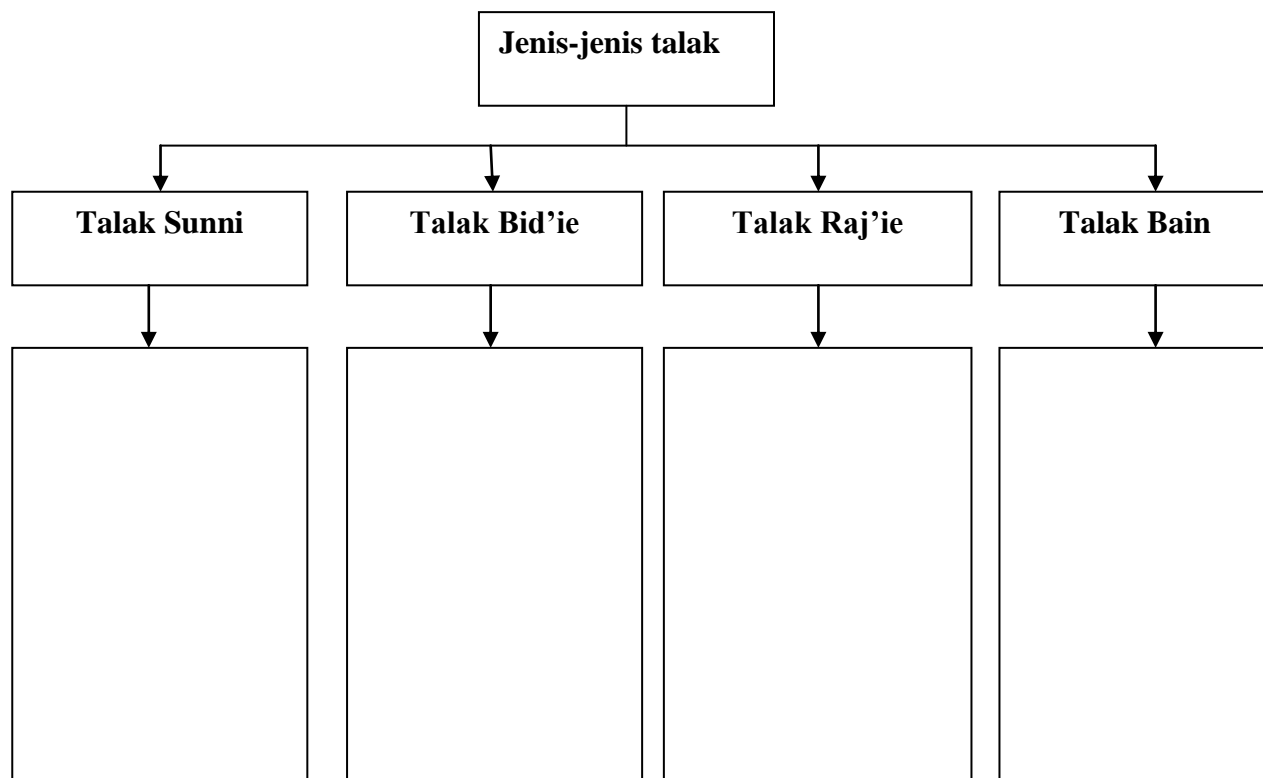 Jenis-jenis talak
Talak Sunni
Talak Bid’ie
Talak Raj’ie
Talak Bain